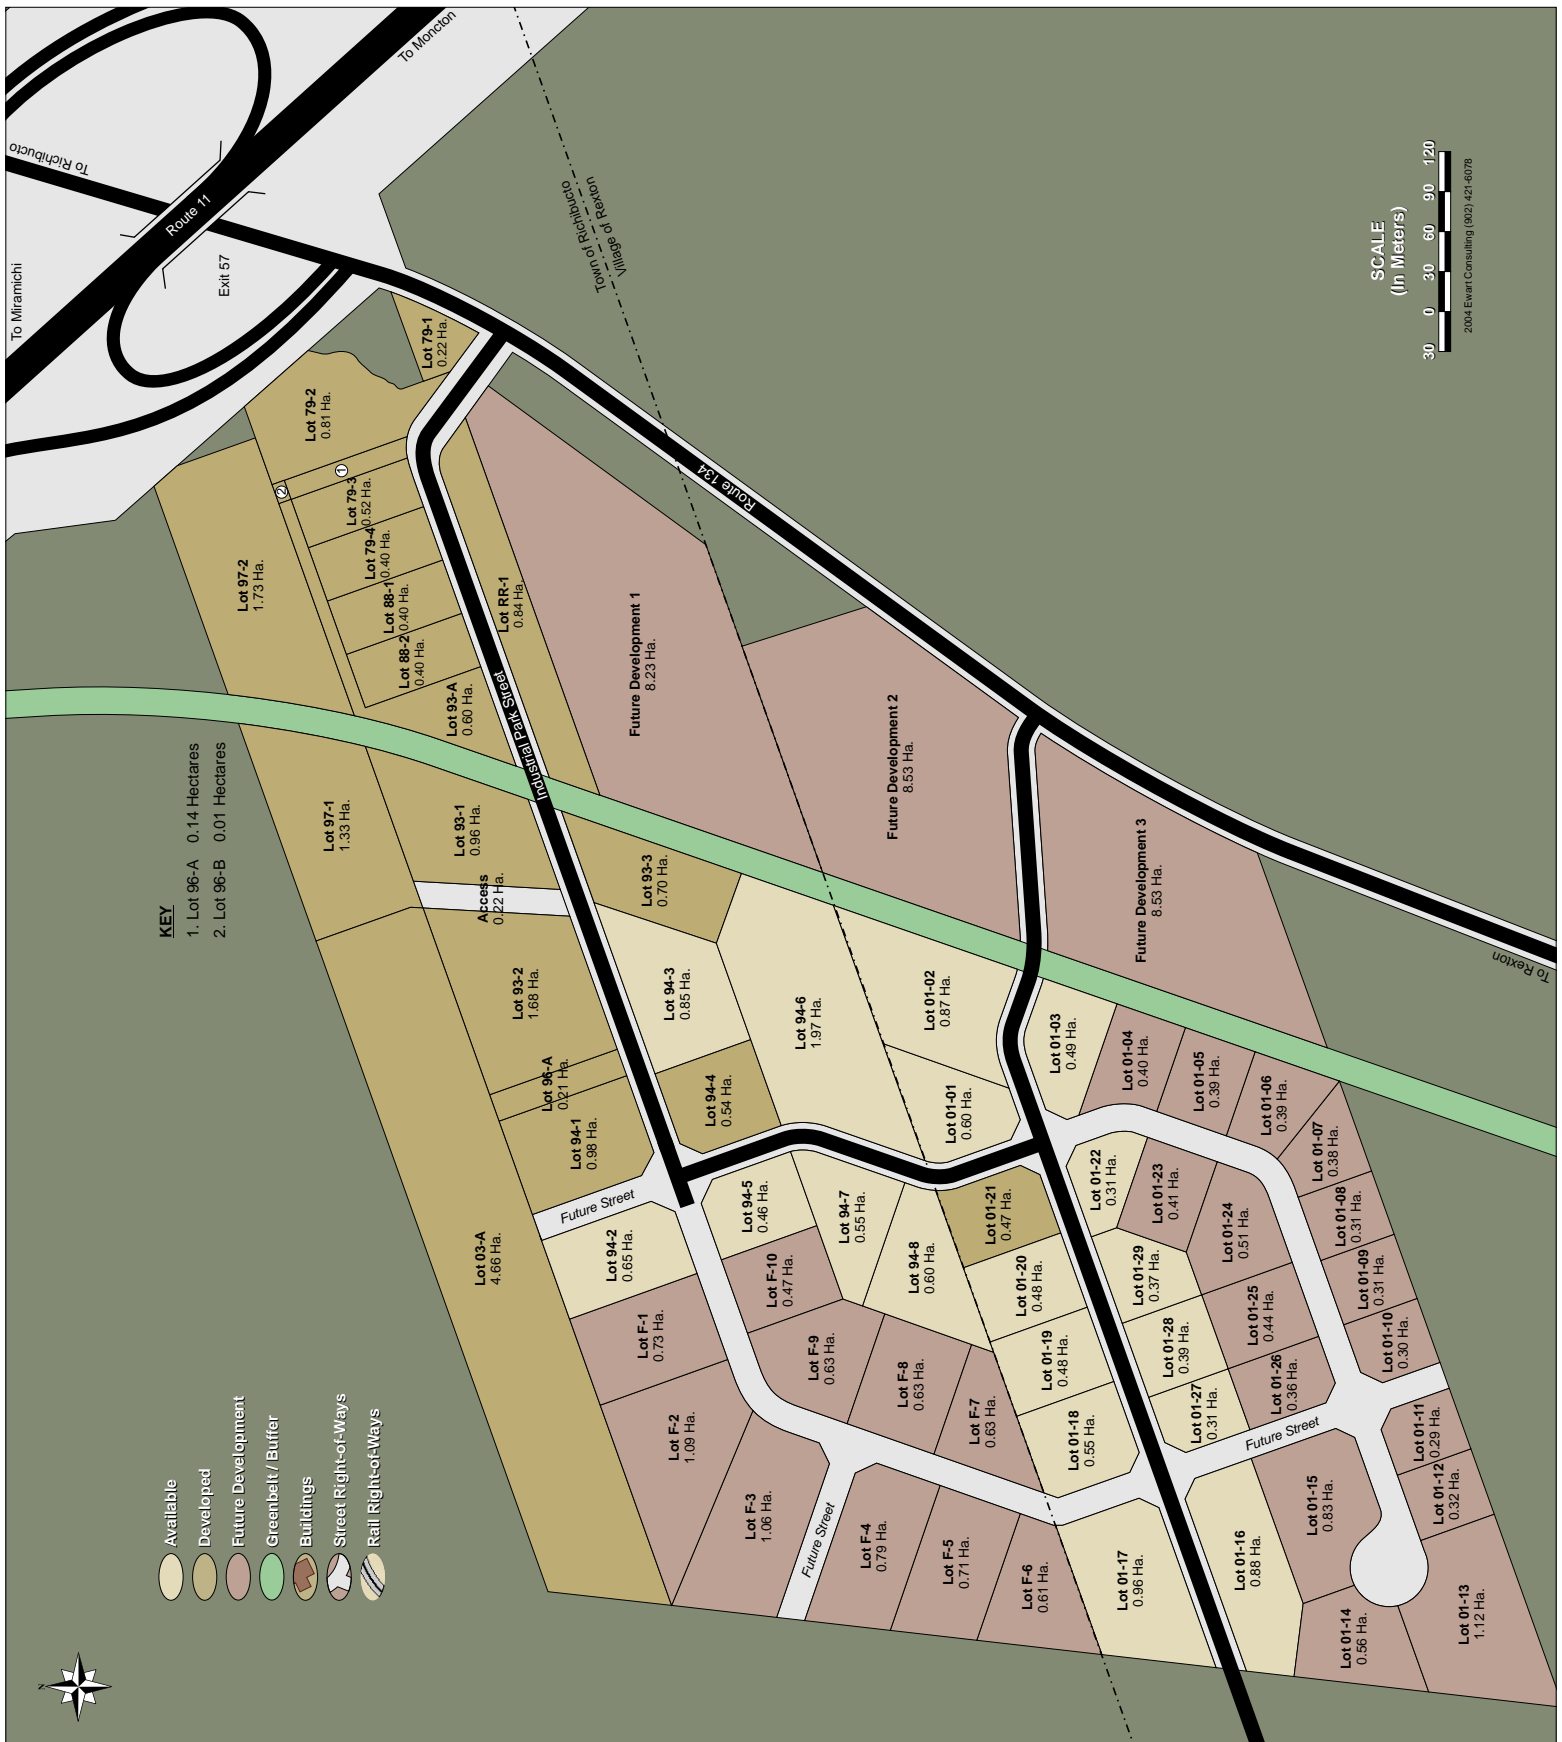 To Moncton
To Richibucto
Route 11
To Miramichi
Exit 57
Town of Richibucto
Village of Rexton
SCALE
(In Meters)
30 0 30 60 90 120
2004 Ewart Consulting (902) 421-6078
Lot 79-1
0.22 Ha.
Lot 79-2
0.81 Ha.
1
2
Lot 79-3
0.52 Ha.
Lot 79-4
0.40 Ha.
Lot 88-1
0.40 Ha.
Lot 88-2
0.40 Ha.
Lot 93-A
0.60 Ha.
Lot 97-2
1.73 Ha.
Lot RR-1
0.84 Ha.
Industrial Park Street
Route 134
Future Development 1
8.23 Ha.
Future Development 2
8.53 Ha.
Future Development 3
8.53 Ha.
To Rexton
KEY
1. Lot 96-A 0.14 Hectares
2. Lot 96-B 0.01 Hectares
Lot 97-1
1.33 Ha.
Lot 93-1
0.96 Ha.
Access
0.22 Ha.
Lot 93-3
0.70 Ha.
Lot 93-2
1.68 Ha.
Lot 94-3
0.85 Ha.
Lot 94-6
1.97 Ha.
Lot 01-02
0.87 Ha.
Lot 01-03
0.49 Ha.
Lot 01-04
0.40 Ha.
Lot 01-05
0.39 Ha.
Lot 01-06
0.39 Ha.
Lot 01-07
0.38 Ha.
Lot 01-08
0.31 Ha.
Lot 01-09
0.31 Ha.
Lot 01-10
0.30 Ha.
Lot 96-A
0.21 Ha.
Lot 94-1
0.98 Ha.
Lot 94-4
0.54 Ha.
Lot 01-01
0.60 Ha.
Lot 01-22
0.31 Ha.
Lot 01-23
0.41 Ha.
Lot 01-24
0.51 Ha.
Lot 01-25
0.44 Ha.
Lot 01-26
0.36 Ha.
Lot 03-A
4.66 Ha.
Future Street
Lot 94-2
0.65 Ha.
Lot 94-5
0.46 Ha.
Lot 94-7
0.55 Ha.
Lot 94-8
0.60 Ha.
Lot 01-21
0.47 Ha.
Lot 01-20
0.48 Ha.
Lot 01-19
0.48 Ha.
Lot 01-18
0.55 Ha.
Lot 01-29
0.37 Ha.
Lot 01-28
0.39 Ha.
Lot 01-27
0.31 Ha.
Lot F-1
0.73 Ha.
Lot F-10
0.47 Ha.
Lot F-9
0.63 Ha.
Lot F-8
0.63 Ha.
Lot F-7
0.63 Ha.
Lot F-2
1.09 Ha.
Lot F-3
1.06 Ha.
Future Street
Lot F-4
0.79 Ha.
Lot F-5
0.71 Ha.
Lot F-6
0.61 Ha.
Lot 01-17
0.96 Ha.
Lot 01-16
0.88 Ha.
Future Street
Lot 01-15
0.83 Ha.
Lot 01-11
0.29 Ha.
Lot 01-12
0.32 Ha.
Lot 01-14
0.56 Ha.
Lot 01-13
1.12 Ha.
Available
Developed
Future Development
Greenbelt / Buffer
Buildings
Street Right-of-Ways
Rail Right-of-Ways
N